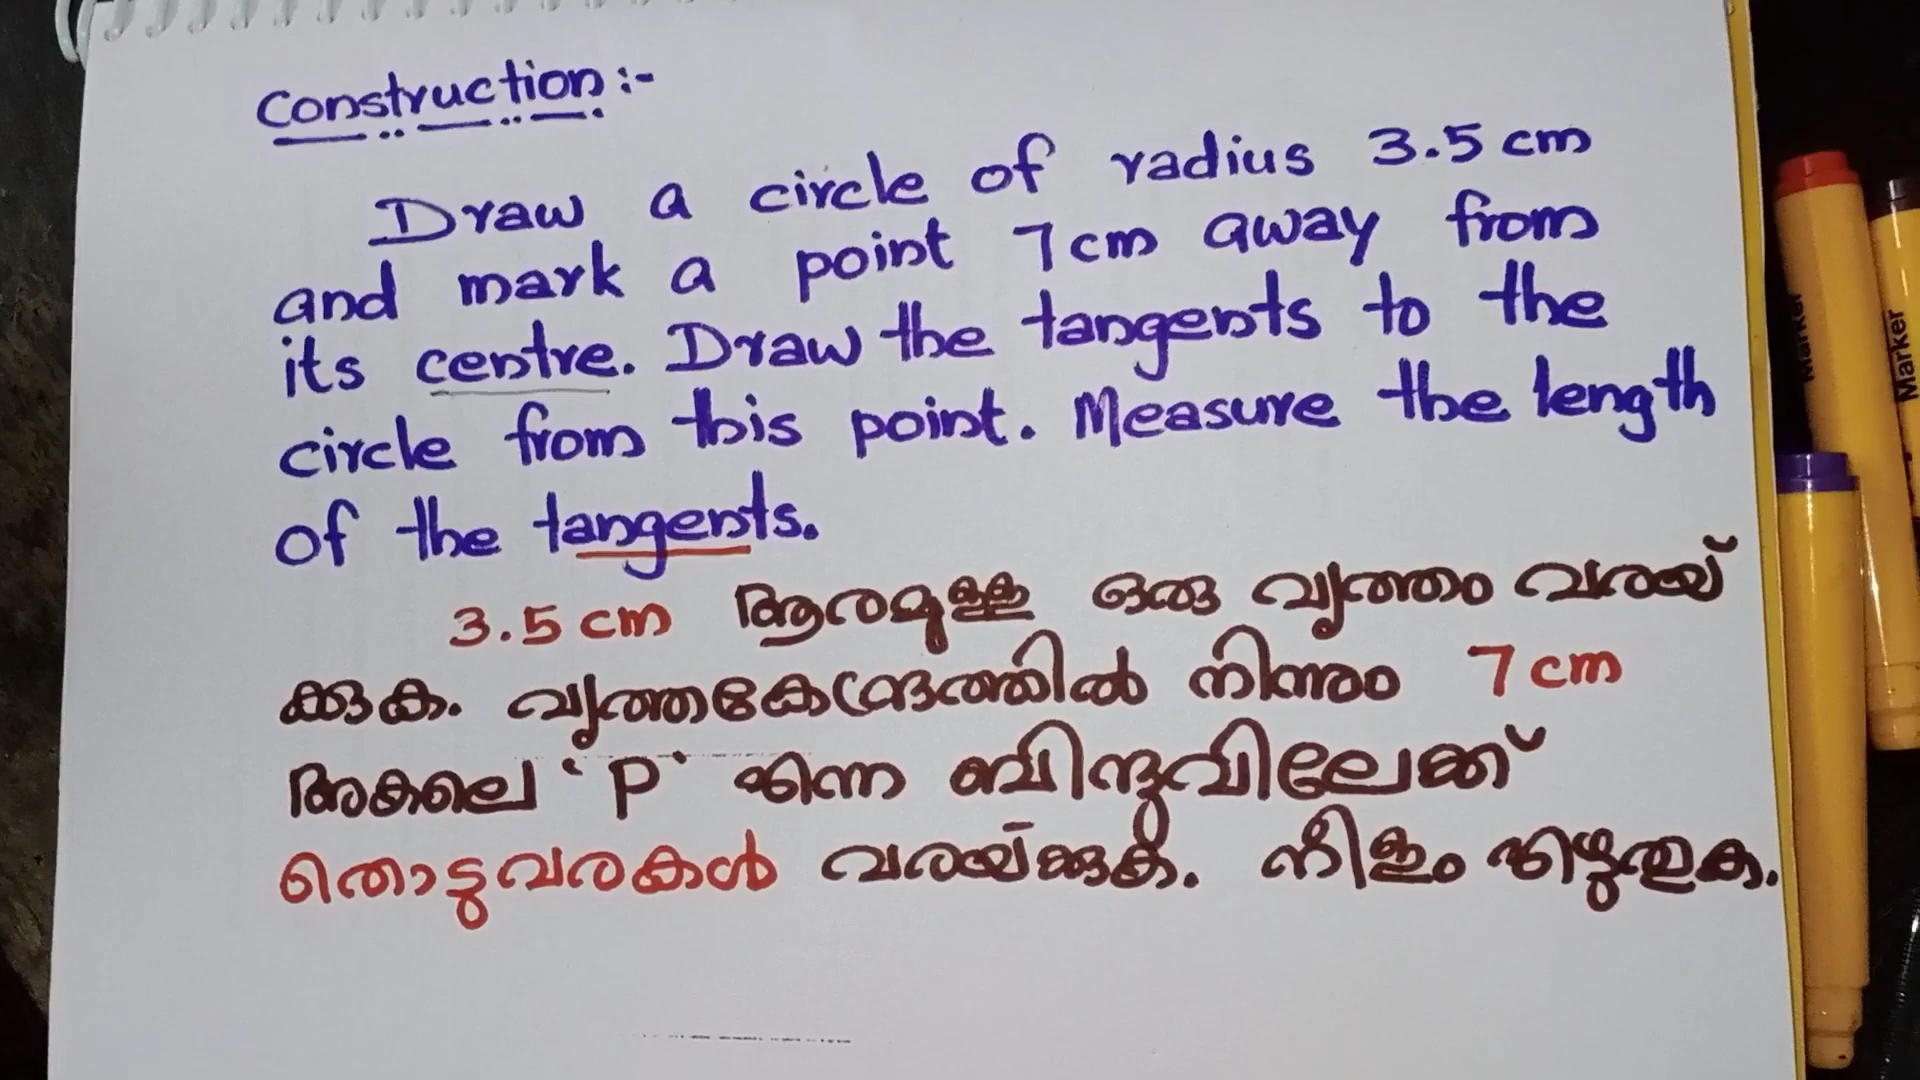 Construction:-
Draw a circle of radius 3.5 cm
and mark a point 7cm away from
its centre. Draw the tangents to the
circle from this point. Measure the length
of the tangents.
3.5 cm ആരമുള്ള ഒരു വൃത്തം വരയ്
ക്കുക. വൃത്തകേന്ദ്രത്തിൽ നിന്നും 7 cm
അകലെ 'P' എന്ന ബിന്ദുവിലേക്ക്
തൊട്ടുവരകൾ വരയ്ക്കുക. നീളം എഴുതുക.
Marker
Marker